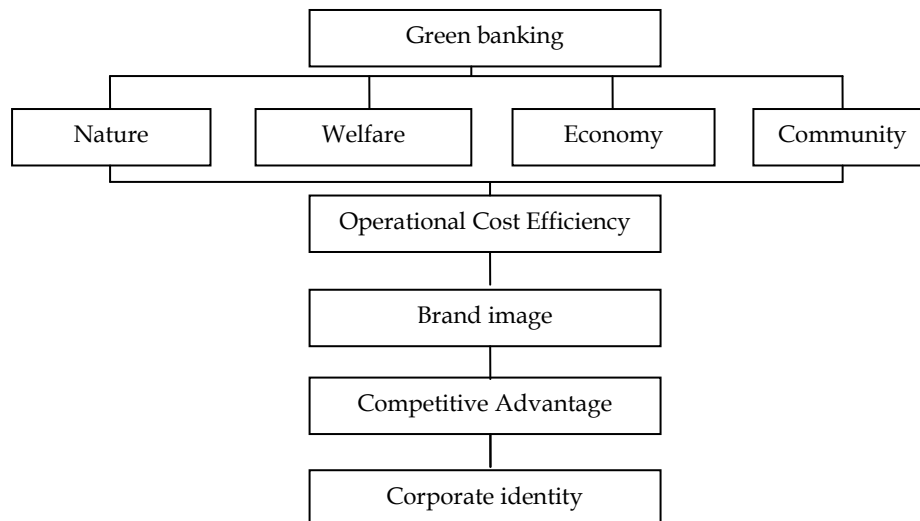 Green banking
Nature
Welfare
Economy
Community
Operational Cost Efficiency
Brand image
Competitive Advantage
Corporate identity